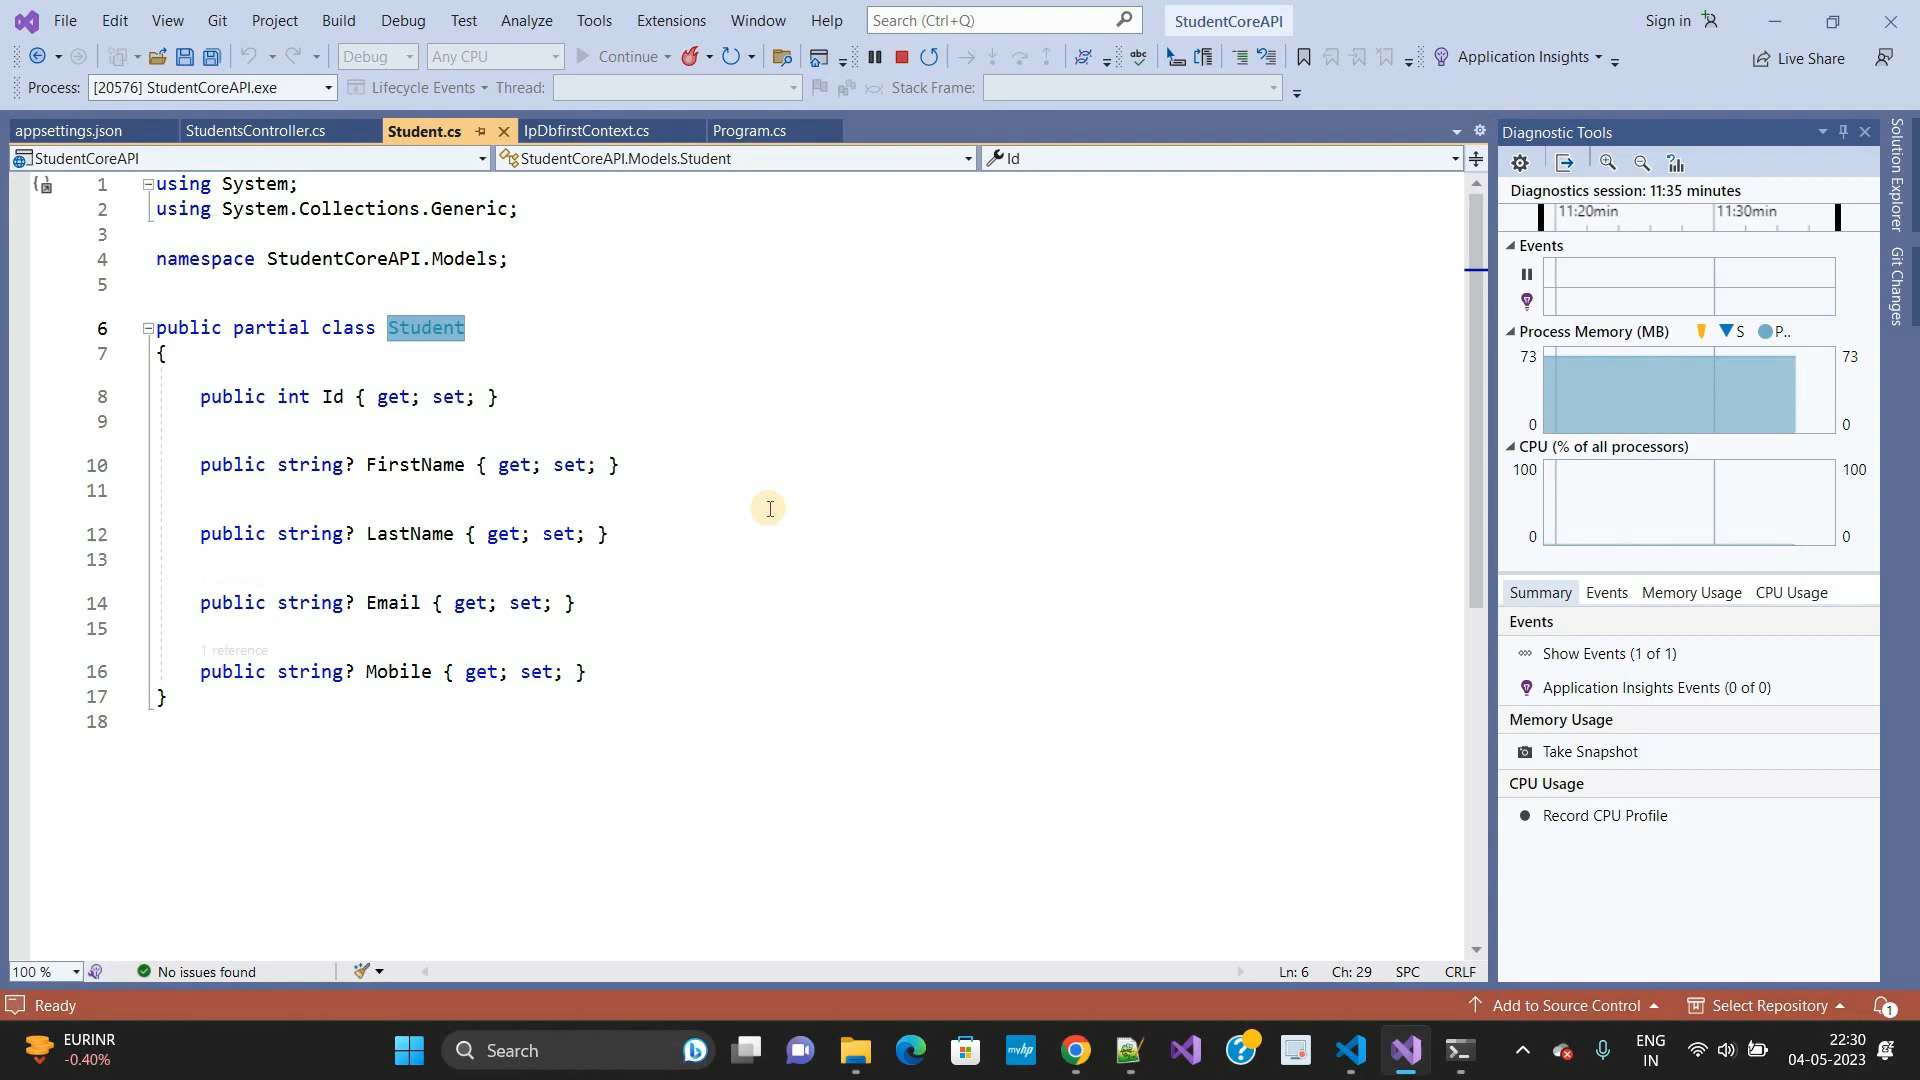 File Edit View Git Project Build Debug Test Analyze Tools Extensions Window Help Search (Ctrl+Q) StudentCoreAPI Sign in
Debug Any CPU Continue Application Insights Live Share
Process: [20576] StudentCoreAPI.exe Lifecycle Events Thread: Stack Frame:
appsettings.json StudentsController.cs Student.cs IpDbfirstContext.cs Program.cs
StudentCoreAPI StudentCoreAPI.Models.Student Id
1 using System;
2 using System.Collections.Generic;
3
4 namespace StudentCoreAPI.Models;
5
6 public partial class Student
7 {
8 public int Id { get; set; }
9
10 public string? FirstName { get; set; }
11
12 public string? LastName { get; set; }
13
14 public string? Email { get; set; }
15
1 reference
16 public string? Mobile { get; set; }
17 }
18
100 % No issues found Ln: 6 Ch: 29 SPC CRLF
Diagnostic Tools
Diagnostics session: 11:35 minutes
11:20min 11:30min
Events
Process Memory (MB) S P..
73 73
0 0
CPU (% of all processors)
100 100
0 0
Summary Events Memory Usage CPU Usage
Events
Show Events (1 of 1)
Application Insights Events (0 of 0)
Memory Usage
Take Snapshot
CPU Usage
Record CPU Profile
Solution Explorer
Git Changes
Ready Add to Source Control Select Repository 1
EURINR
-0.40%
Search
myhp
ENG
IN
22:30
04-05-2023